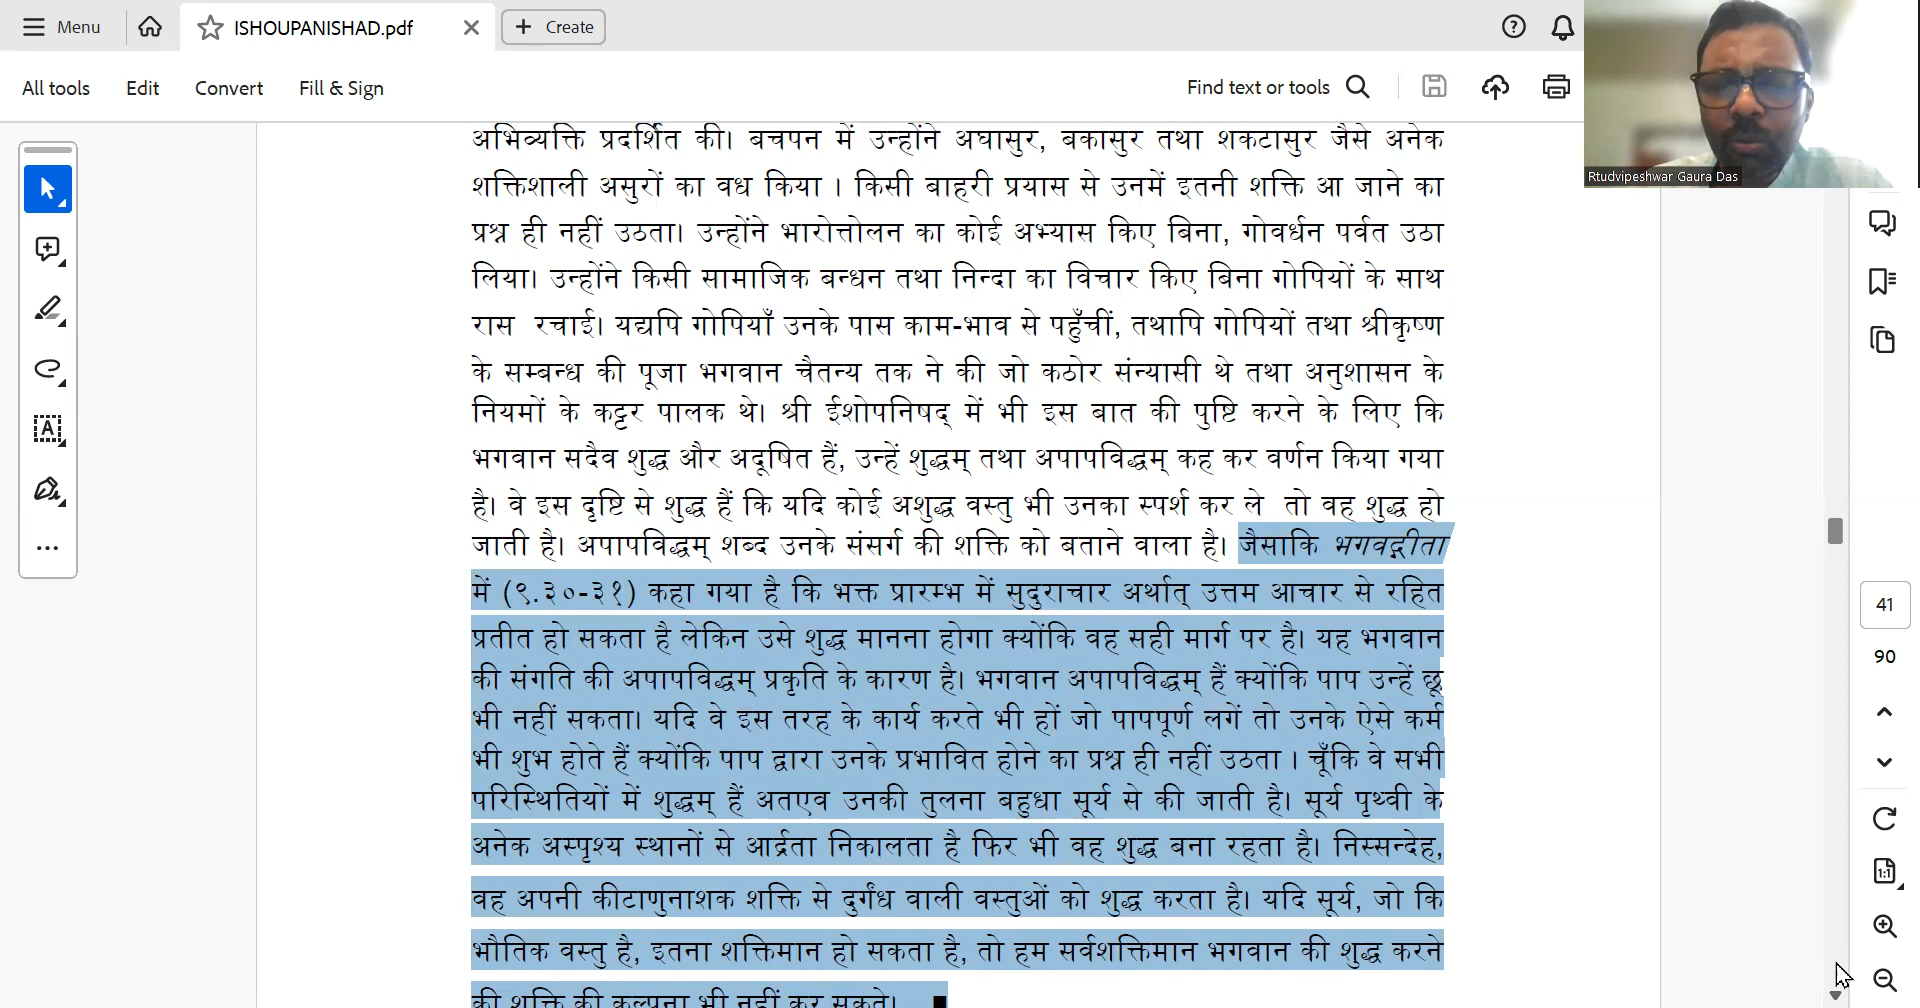 Menu
ISHOUPANISHAD.pdf
Create
All tools
Edit
Convert
Fill & Sign
Find text or tools
Rtudvipeshwar Gaura Das
अभिव्यक्ति प्रदर्शित की। बचपन में उन्होंने अघासुर, बकासुर तथा शकटासुर जैसे अनेक
शक्तिशाली असुरों का वध किया । किसी बाहरी प्रयास से उनमें इतनी शक्ति आ जाने का
प्रश्न ही नहीं उठता। उन्होंने भारोत्तोलन का कोई अभ्यास किए बिना, गोवर्धन पर्वत उठा
लिया। उन्होंने किसी सामाजिक बन्धन तथा निन्दा का विचार किए बिना गोपियों के साथ
रास रचाई। यद्यपि गोपियाँ उनके पास काम-भाव से पहुँचीं, तथापि गोपियों तथा श्रीकृष्ण
के सम्बन्ध की पूजा भगवान चैतन्य तक ने की जो कठोर संन्यासी थे तथा अनुशासन के
नियमों के कट्टर पालक थे। श्री ईशोपनिषद् में भी इस बात की पुष्टि करने के लिए कि
भगवान सदैव शुद्ध और अदूषित हैं, उन्हें शुद्धम् तथा अपापविद्धम् कह कर वर्णन किया गया
है। वे इस दृष्टि से शुद्ध हैं कि यदि कोई अशुद्ध वस्तु भी उनका स्पर्श कर ले तो वह शुद्ध हो
जाती है। अपापविद्धम् शब्द उनके संसर्ग की शक्ति को बताने वाला है। जैसाकि भगवद्गीता
में (९.३०-३१) कहा गया है कि भक्त प्रारम्भ में सुदुराचार अर्थात् उत्तम आचार से रहित
प्रतीत हो सकता है लेकिन उसे शुद्ध मानना होगा क्योंकि वह सही मार्ग पर है। यह भगवान
की संगति की अपापविद्धम् प्रकृति के कारण है। भगवान अपापविद्धम् हैं क्योंकि पाप उन्हें छू
भी नहीं सकता। यदि वे इस तरह के कार्य करते भी हों जो पापपूर्ण लगें तो उनके ऐसे कर्म
भी शुभ होते हैं क्योंकि पाप द्वारा उनके प्रभावित होने का प्रश्न ही नहीं उठता । चूँकि वे सभी
परिस्थितियों में शुद्धम् हैं अतएव उनकी तुलना बहुधा सूर्य से की जाती है। सूर्य पृथ्वी के
अनेक अस्पृश्य स्थानों से आर्द्रता निकालता है फिर भी वह शुद्ध बना रहता है। निस्सन्देह,
वह अपनी कीटाणुनाशक शक्ति से दुर्गंध वाली वस्तुओं को शुद्ध करता है। यदि सूर्य, जो कि
भौतिक वस्तु है, इतना शक्तिमान हो सकता है, तो हम सर्वशक्तिमान भगवान की शुद्ध करने
की शक्ति की कल्पना भी नहीं कर सकते।
41
90
1:1